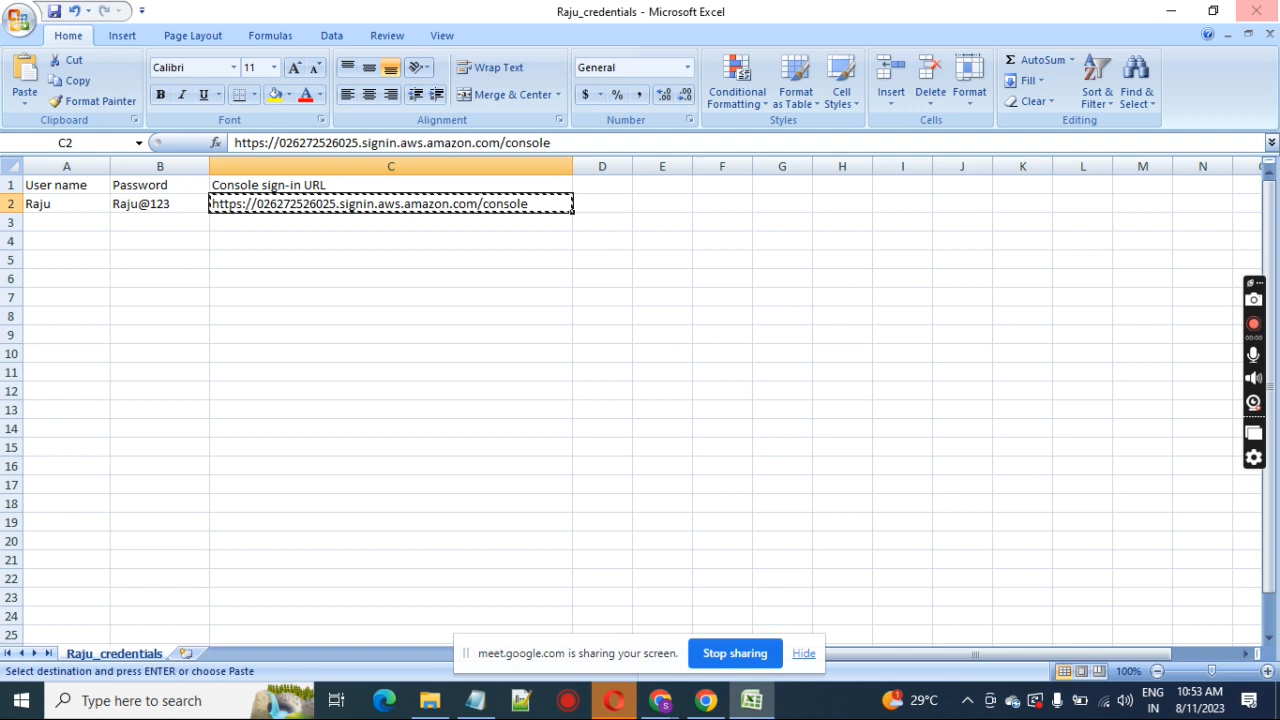 Raju_credentials - Microsoft Excel
Home Insert Page Layout Formulas Data Review View
Paste
Cut
Copy
Format Painter
Clipboard
Calibri 11
B I U
Font
Wrap Text
Merge & Center
Alignment
General
$ % ,
Number
Conditional Formatting
Format as Table
Cell Styles
Styles
Insert Delete Format
Cells
Σ AutoSum
Fill
Clear
Sort & Filter
Find & Select
Editing
C2 fx https://026272526025.signin.aws.amazon.com/console
A B C D E F G H I J K L M N
1 User name Password Console sign-in URL
2 Raju Raju@123 https://026272526025.signin.aws.amazon.com/console
3
4
5
6
7
8
9
10
11
12
13
14
15
16
17
18
19
20
21
22
23
24
25
00:00
meet.google.com is sharing your screen. Stop sharing Hide
Raju_credentials
Select destination and press ENTER or choose Paste 100%
Type here to search 29°C ENG IN 10:53 AM 8/11/2023